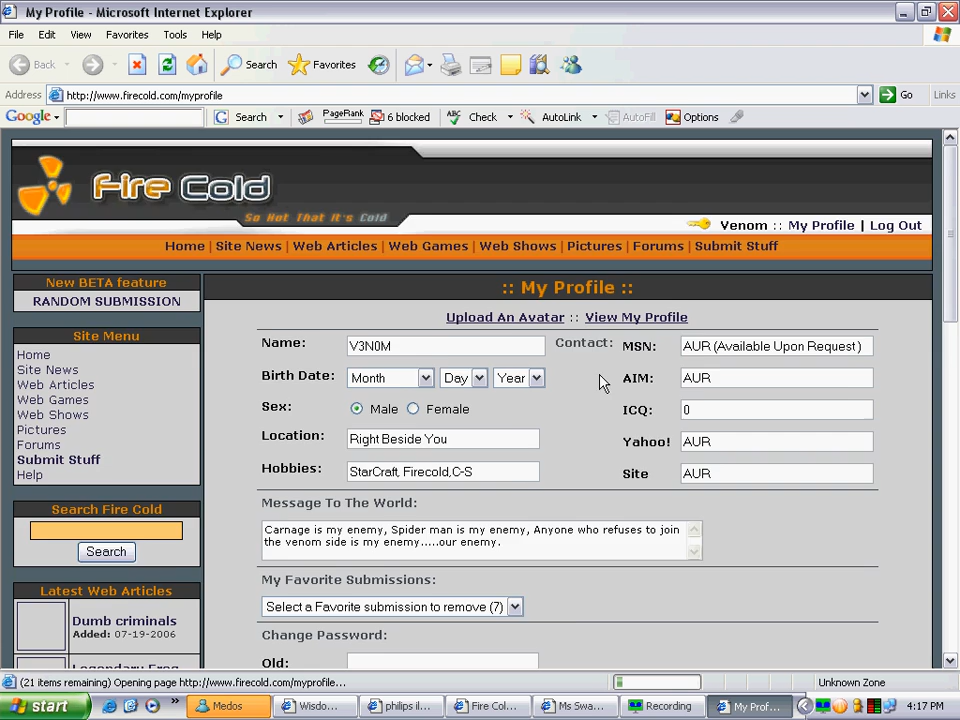 My Profile - Microsoft Internet Explorer
File Edit View Favorites Tools Help
Back Search Favorites
Address http://www.firecold.com/myprofile Go Links
Google Search PageRank 6 blocked Check AutoLink AutoFill Options
Fire Cold
So Hot That It's Cold
Venom :: My Profile | Log Out
Home | Site News | Web Articles | Web Games | Web Shows | Pictures | Forums | Submit Stuff
New BETA feature
RANDOM SUBMISSION
Site Menu
Home
Site News
Web Articles
Web Games
Web Shows
Pictures
Forums
Submit Stuff
Help
Search Fire Cold
Search
Latest Web Articles
Dumb criminals
Added: 07-19-2006
Legendary Frog
:: My Profile ::
Upload An Avatar :: View My Profile
Name: V3N0M
Birth Date: Month Day Year
Sex: Male Female
Location: Right Beside You
Hobbies: StarCraft, Firecold,C-S
Contact: MSN: AUR (Available Upon Request)
AIM: AUR
ICQ: 0
Yahoo! AUR
Site AUR
Message To The World:
Carnage is my enemy, Spider man is my enemy, Anyone who refuses to join
the venom side is my enemy.....our enemy.
My Favorite Submissions:
Select a Favorite submission to remove (7)
Change Password:
Old:
(21 items remaining) Opening page http://www.firecold.com/myprofile... Unknown Zone
start Medos Wisdo... philips il... Fire Col... Ms Swa... Recording My Prof... 4:17 PM